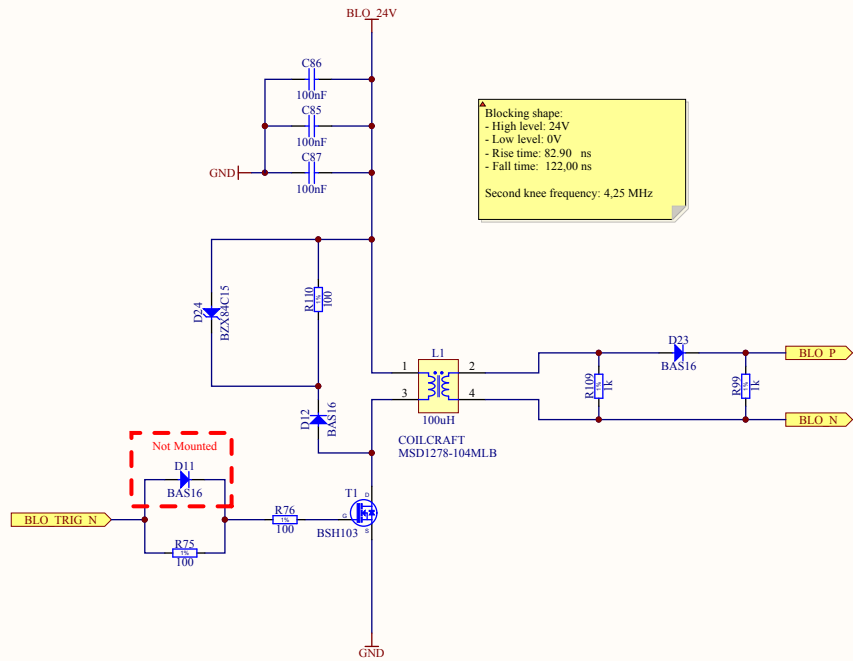 BLO_24V
C86
100nF
C85
100nF
GND
C87
100nF
Blocking shape:
- High level: 24V
- Low level: 0V
- Rise time: 82.90 ns
- Fall time: 122,00 ns
Second knee frequency: 4,25 MHz
D24
BZX84C15
R110
1%
100
L1
1
2
3
4
100uH
COILCRAFT
MSD1278-104MLB
D23
BAS16
R109
1%
1k
R99
1%
1k
BLO_P
BLO_N
D12
BAS16
Not Mounted
D11
BAS16
BLO_TRIG_N
R75
1%
100
R76
1%
100
T1
D
G
S
BSH103
GND